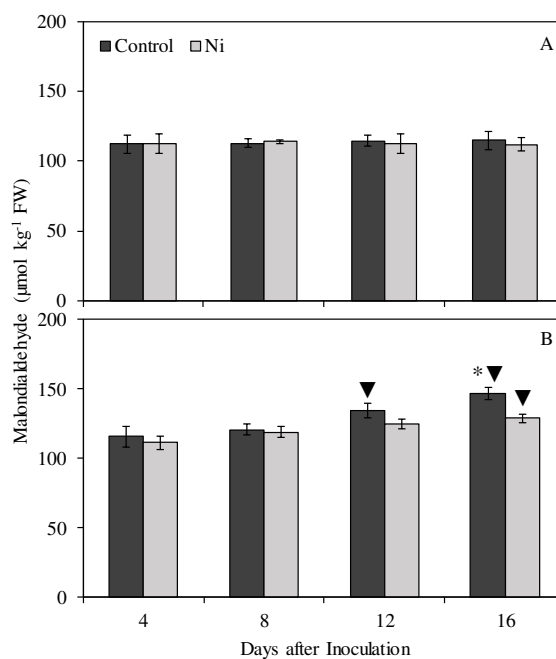 Control Ni
A
200
150
100
50
0
B
200
150
100
50
0
*
4 8 12 16
Days after Inoculation
Malondialdehyde (µmol kg⁻¹ FW)